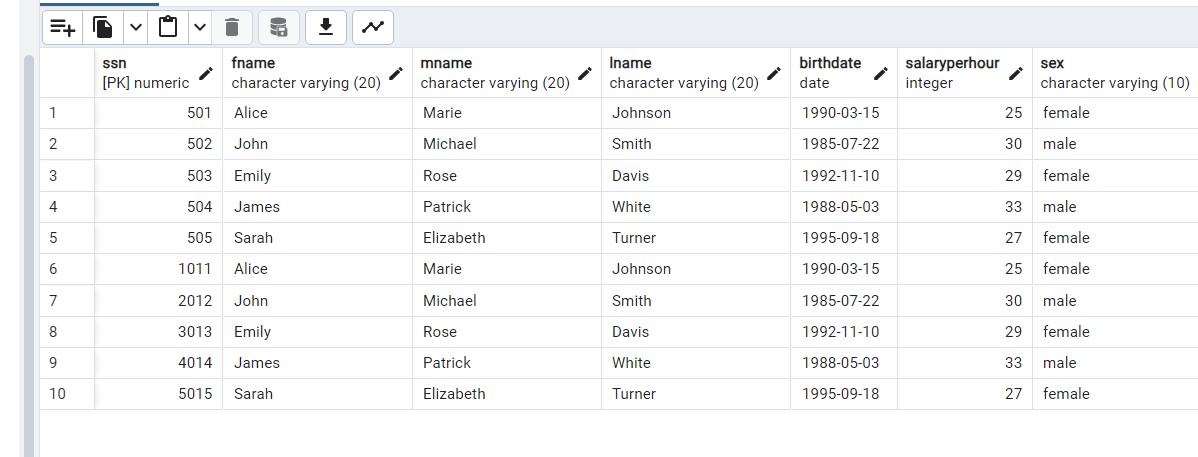 ssn fname mname lname birthdate salaryperhour sex
[PK] numeric character varying (20) character varying (20) character varying (20) date integer character varying (10)
1 501 Alice Marie Johnson 1990-03-15 25 female
2 502 John Michael Smith 1985-07-22 30 male
3 503 Emily Rose Davis 1992-11-10 29 female
4 504 James Patrick White 1988-05-03 33 male
5 505 Sarah Elizabeth Turner 1995-09-18 27 female
6 1011 Alice Marie Johnson 1990-03-15 25 female
7 2012 John Michael Smith 1985-07-22 30 male
8 3013 Emily Rose Davis 1992-11-10 29 female
9 4014 James Patrick White 1988-05-03 33 male
10 5015 Sarah Elizabeth Turner 1995-09-18 27 female